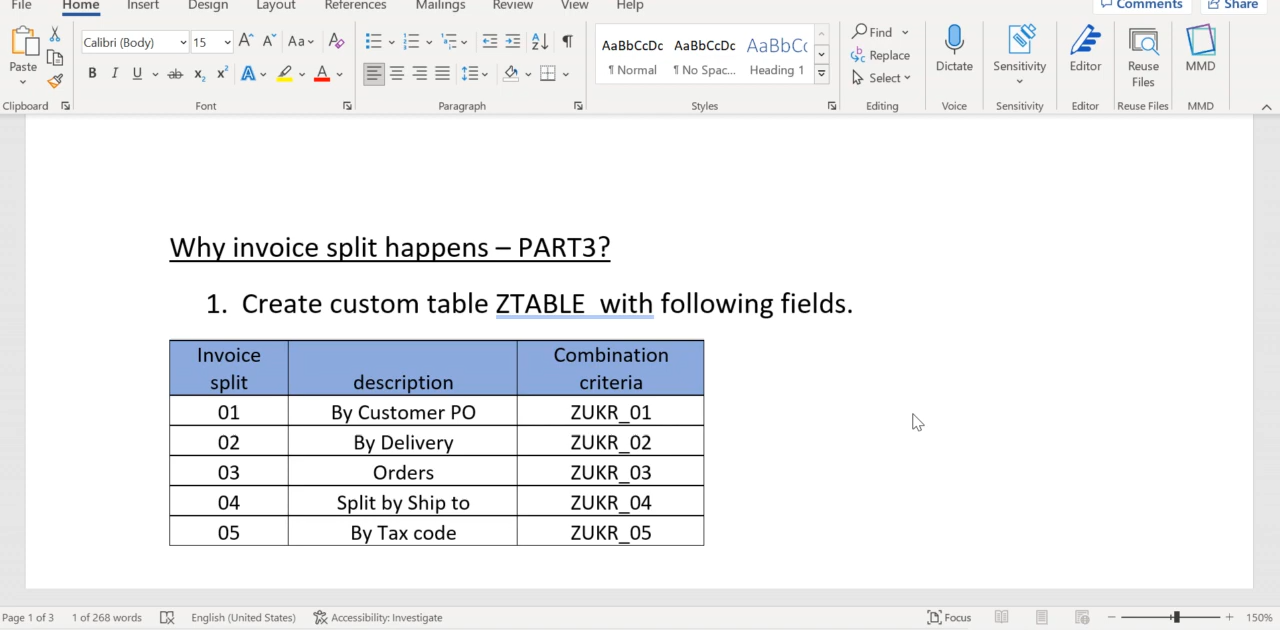 File Home Insert Design Layout References Mailings Review View Help Comments Share
Calibri (Body) 15 A A Aa A AaBbCcDc AaBbCcDc AaBbCc Find
Paste B I U ab x₂ x² A A ¶ Normal ¶ No Spac... Heading 1 Replace Select Dictate Sensitivity Editor Reuse Files MMD
Clipboard Font Paragraph Styles Editing Voice Sensitivity Editor Reuse Files MMD
Why invoice split happens – PART3?
1. Create custom table ZTABLE with following fields.
Invoice split description Combination criteria
01 By Customer PO ZUKR_01
02 By Delivery ZUKR_02
03 Orders ZUKR_03
04 Split by Ship to ZUKR_04
05 By Tax code ZUKR_05
Page 1 of 3 1 of 268 words English (United States) Accessibility: Investigate Focus 150%